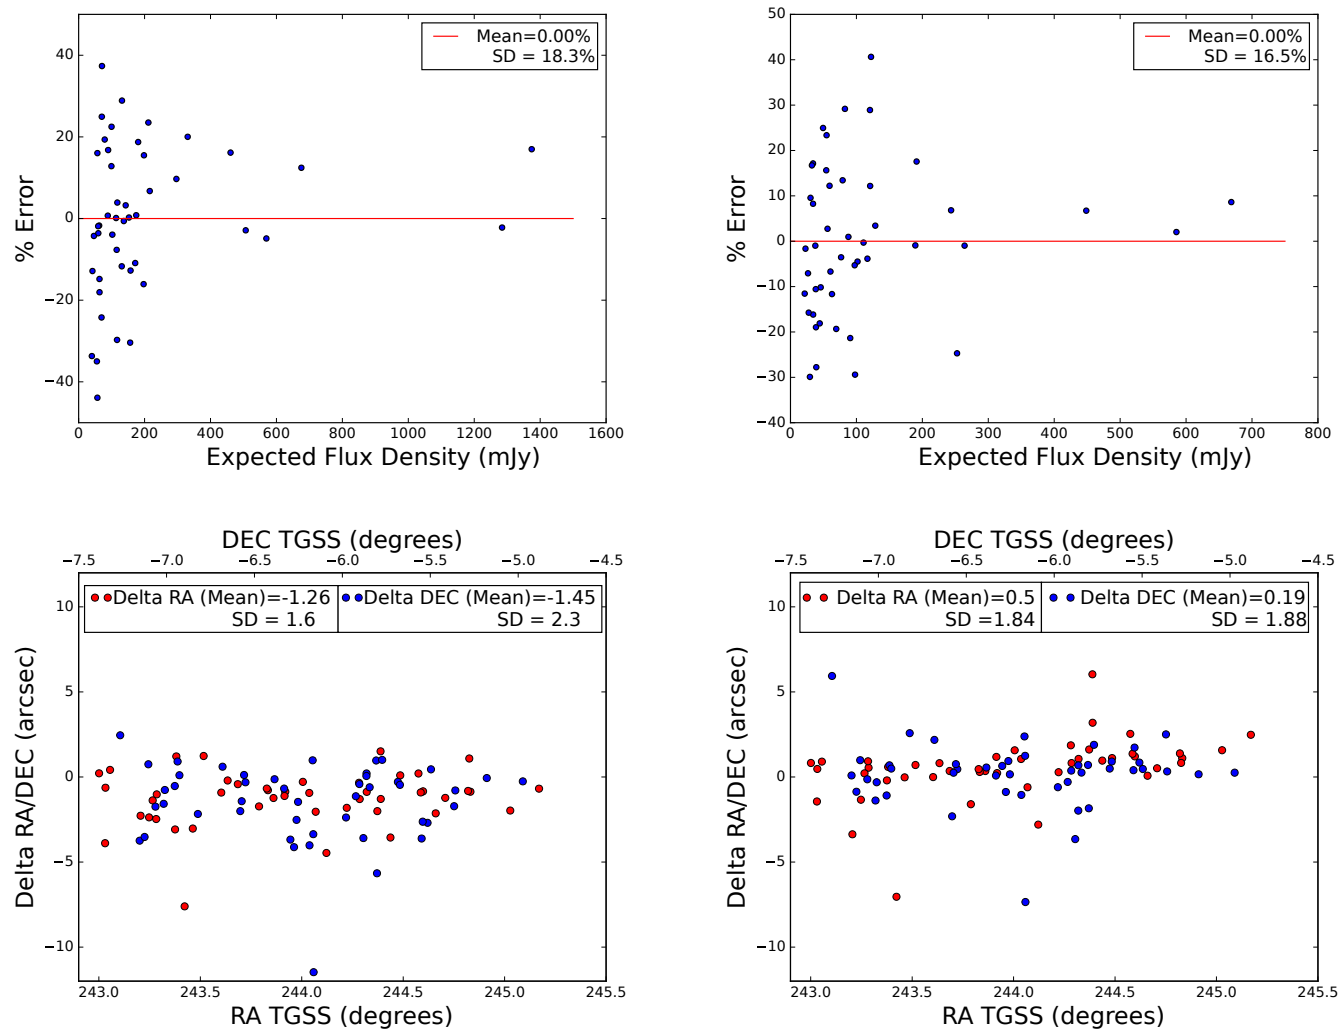 Mean=0.00%
SD = 18.3%
% Error
40
20
0
−20
−40
0 200 400 600 800 1000 1200 1400 1600
Expected Flux Density (mJy)
Mean=0.00%
SD = 16.5%
% Error
50
40
30
20
10
0
−10
−20
−30
−40
0 100 200 300 400 500 600 700 800
Expected Flux Density (mJy)
DEC TGSS (degrees)
−7.5 −7.0 −6.5 −6.0 −5.5 −5.0 −4.5
Delta RA (Mean)=-1.26
SD = 1.6
Delta DEC (Mean)=-1.45
SD = 2.3
Delta RA/DEC (arcsec)
10
5
0
−5
−10
243.0 243.5 244.0 244.5 245.0 245.5
RA TGSS (degrees)
DEC TGSS (degrees)
−7.5 −7.0 −6.5 −6.0 −5.5 −5.0 −4.5
Delta RA (Mean)=0.5
SD =1.84
Delta DEC (Mean)=0.19
SD = 1.88
Delta RA/DEC (arcsec)
10
5
0
−5
−10
243.0 243.5 244.0 244.5 245.0 245.5
RA TGSS (degrees)